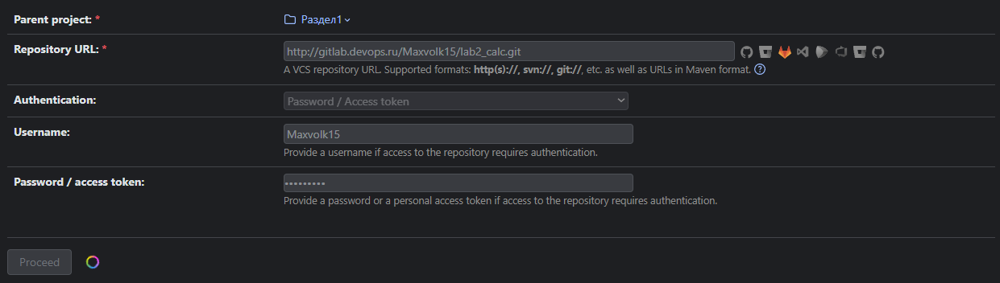 Parent project: *
Раздел1
Repository URL: *
http://gitlab.devops.ru/Maxvolk15/lab2_calc.git
A VCS repository URL. Supported formats: http(s)://, svn://, git://, etc. as well as URLs in Maven format. ?
Authentication:
Password / Access token
Username:
Maxvolk15
Provide a username if access to the repository requires authentication.
Password / access token:
•••••••••
Provide a password or a personal access token if access to the repository requires authentication.
Proceed